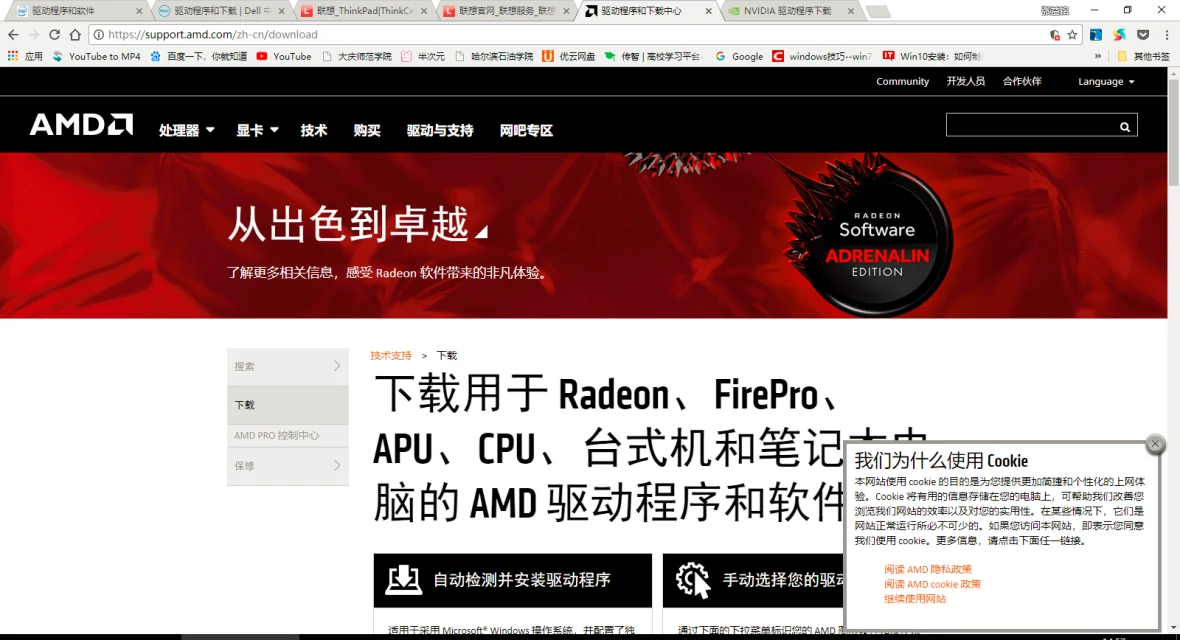 驱动程序和软件
驱动程序和下载 | Dell 中
联想_ThinkPad|ThinkCe
联想官网_联想服务_联想
驱动程序和下载中心
NVIDIA 驱动程序下载
https://support.amd.com/zh-cn/download
应用
YouTube to MP4
百度一下，你就知道
YouTube
大庆师范学院
半次元
哈尔滨石油学院
优云网盘
传智 | 高校学习平台
Google
windows技巧--win7
Win10安装：如何制
其他书签
Community
开发人员
合作伙伴
Language
AMD
处理器
显卡
技术
购买
驱动与支持
网吧专区
从出色到卓越
了解更多相关信息，感受 Radeon 软件带来的非凡体验。
RADEON
Software
ADRENALIN
EDITION
搜索
下载
AMD PRO 控制中心
保修
技术支持 > 下载
下载用于 Radeon、FirePro、
APU、CPU、台式机和笔记本电
脑的 AMD 驱动程序和软件
自动检测并安装驱动程序
手动选择您的驱动
适用于采用 Microsoft® Windows 操作系统，并配置了独
通过下面的下拉菜单标识您的 AMD
我们为什么使用 Cookie
本网站使用 cookie 的目的是为您提供更加简捷和个性化的上网体
验。Cookie 将有用的信息存储在您的电脑上，可帮助我们改善您
浏览我们网站的效率以及对您的实用性。在某些情况下，它们是
网站正常运行所必不可少的。如果您访问本网站，即表示您同意
我们使用 cookie。更多信息，请点击下面任一链接。
阅读 AMD 隐私政策
阅读 AMD cookie 政策
继续使用网站